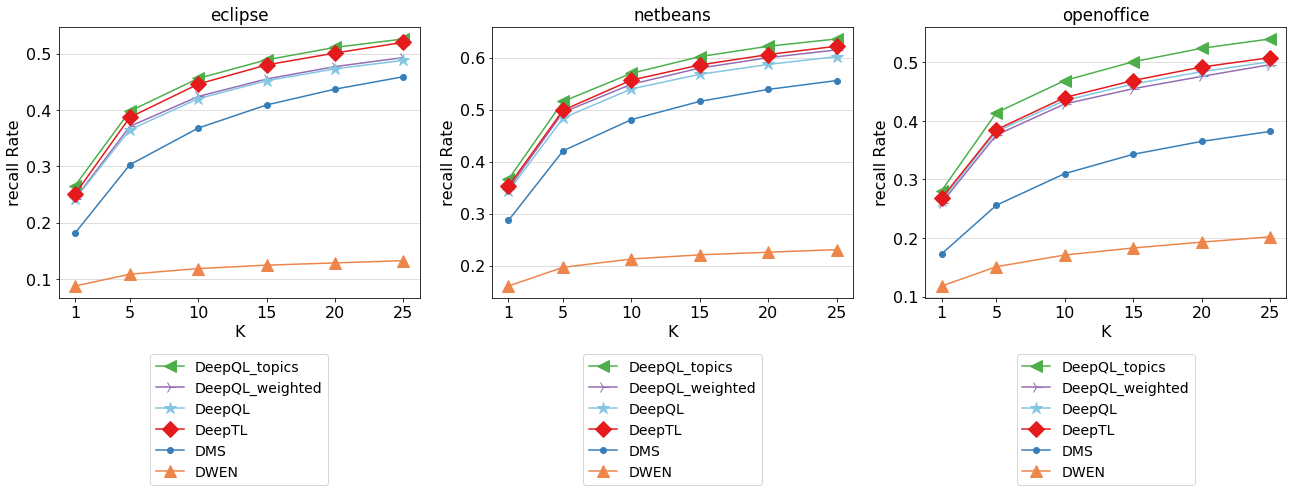 eclipse
recall Rate
0.5
0.4
0.3
0.2
0.1
1 5 10 15 20 25
K
DeepQL_topics
DeepQL_weighted
DeepQL
DeepTL
DMS
DWEN
netbeans
recall Rate
0.6
0.5
0.4
0.3
0.2
1 5 10 15 20 25
K
DeepQL_topics
DeepQL_weighted
DeepQL
DeepTL
DMS
DWEN
openoffice
recall Rate
0.5
0.4
0.3
0.2
0.1
1 5 10 15 20 25
K
DeepQL_topics
DeepQL_weighted
DeepQL
DeepTL
DMS
DWEN